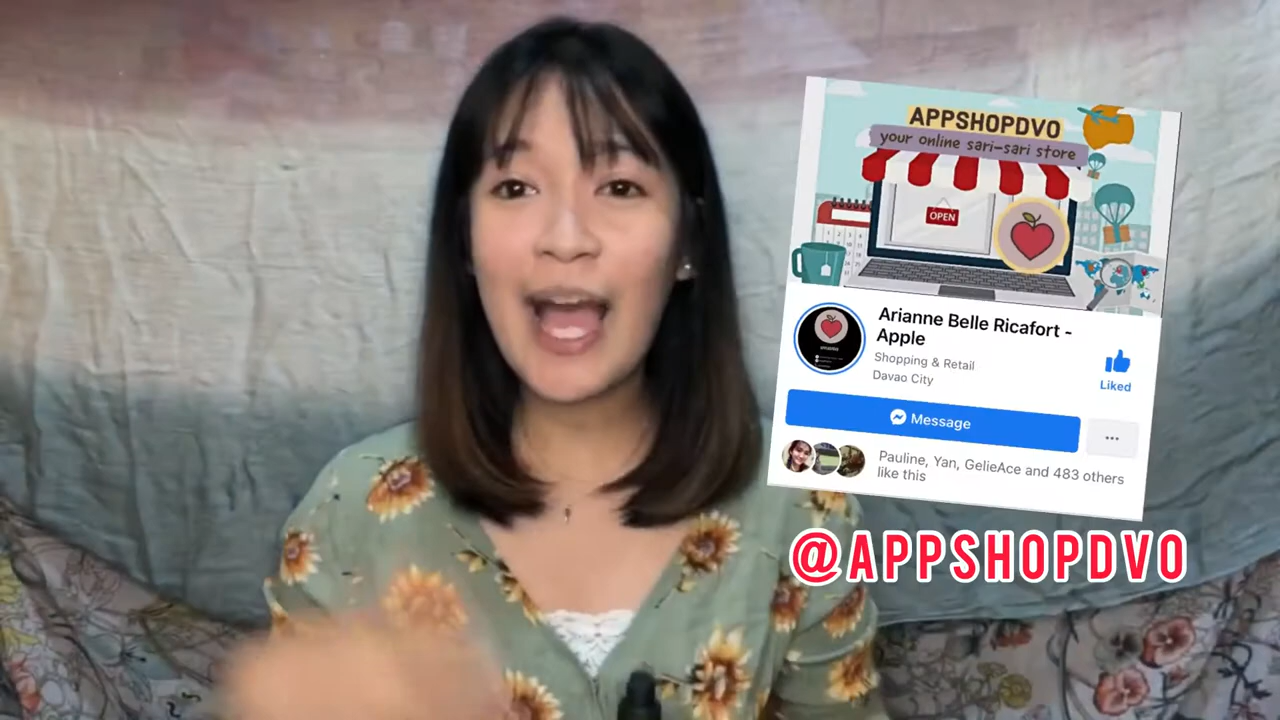 APPSHOPDVO
your online sari-sari store
OPEN
Arianne Belle Ricafort -
Apple
Shopping & Retail
Davao City
Liked
Message
Pauline, Yan, GelieAce and 483 others
like this
@APPSHOPDVO